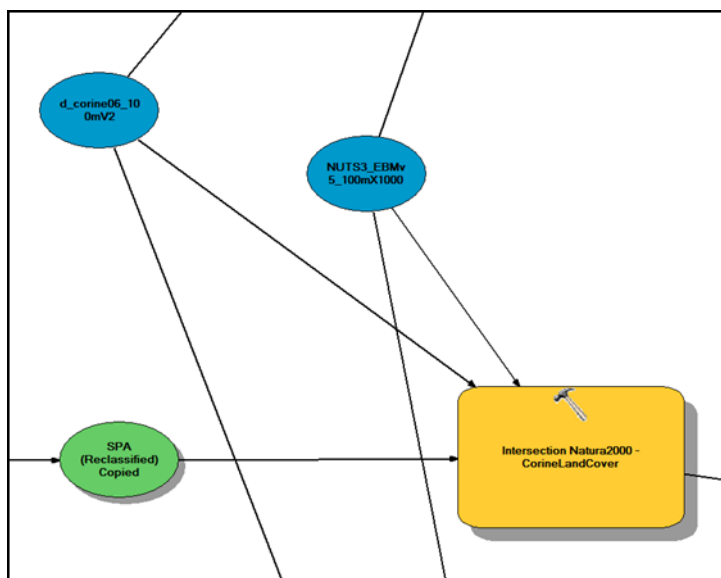 d_corine06_10
0mV2
NUTS3_EBMv
5_100mX1000
SPA
(Reclassified)
Copied
Intersection Natura2000 -
CorineLandCover